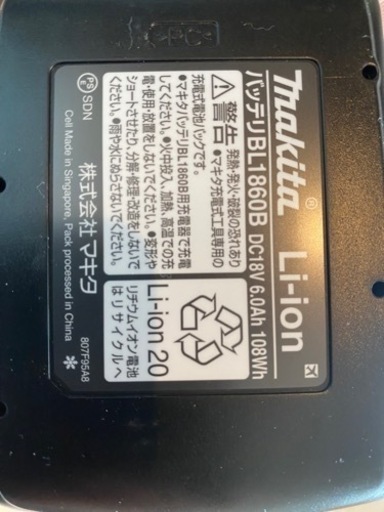 makita® Li-ion
バッテリBL1860B DC18V 6.0Ah 108Wh
警告 発熱・発火・破裂の恐れあり
●マキタ充電式工具専用の
充電式電池パックです。
●マキタバッテリBL1860B用充電器で充電
してください。●火中投入、加熱、高温での充
電・使用・放置をしないでください。●変形や
ショートさせたり、分解・修理・改造をしないで
ください。●雨や水にぬらさないでください。
Li-ion 20
リチウムイオン電池
はリサイクルへ
PS
E
SDN
株式会社マキタ
Cell Made in Singapore, Pack processed in China
807F95A8
PC